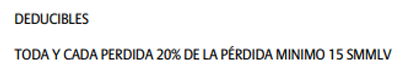 DEDUCIBLES
TODA Y CADA PERDIDA 20% DE LA PÉRDIDA MINIMO 15 SMMLV